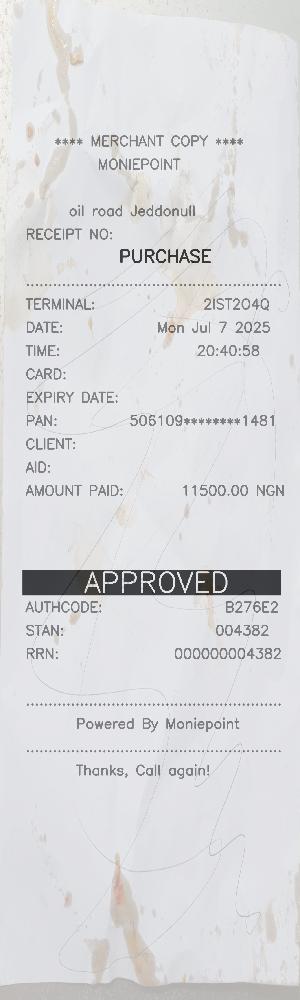 **** MERCHANT COPY ****
MONIEPOINT
oil road Jeddonull
RECEIPT NO:
PURCHASE
TERMINAL: 2IST204Q
DATE: Mon Jul 7 2025
TIME: 20:40:58
CARD:
EXPIRY DATE:
PAN: 506109********1481
CLIENT:
AID:
AMOUNT PAID: 11500.00 NGN
APPROVED
AUTHCODE: B276E2
STAN: 004382
RRN: 000000004382
Powered By Moniepoint
Thanks, Call again!